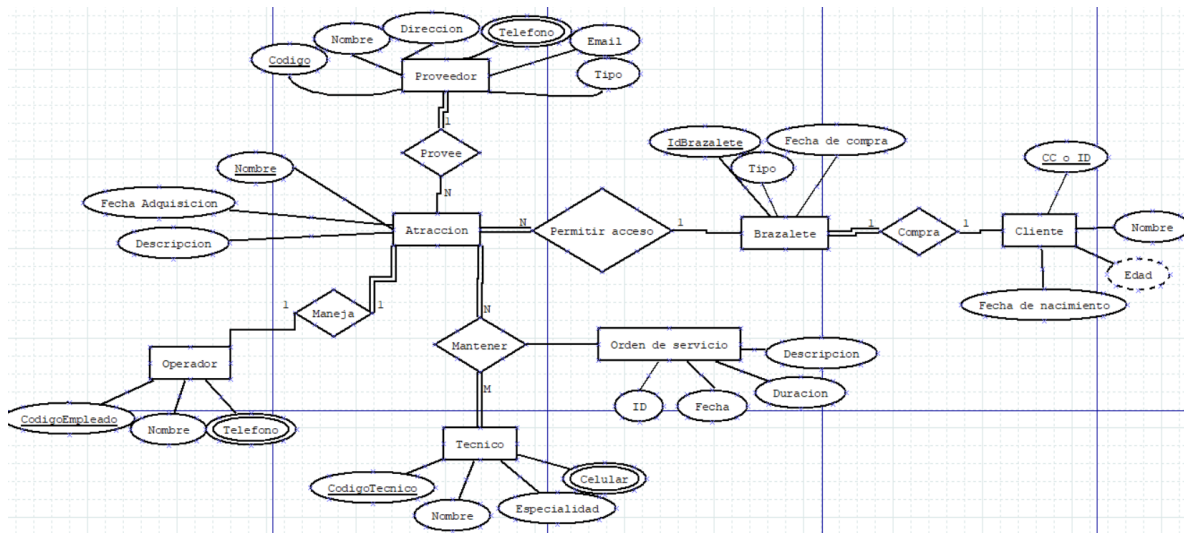 Nombre
Direccion
Telefono
Email
Codigo
Tipo
Proveedor
1
Provee
N
IdBrazalete
Tipo
Fecha de compra
CC o ID
Nombre
Fecha Adquisicion
Descripcion
Atraccion
N
Permitir acceso
1
Brazalete
1
Compra
1
Cliente
Nombre
Edad
Fecha de nacimiento
1
Maneja
1
N
Mantener
M
Operador
CodigoEmpleado
Nombre
Telefono
Orden de servicio
Descripcion
Duracion
ID
Fecha
Tecnico
CodigoTecnico
Nombre
Especialidad
Celular